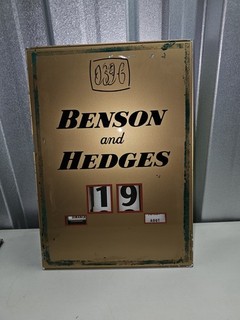 BENSON
and
HEDGES
19